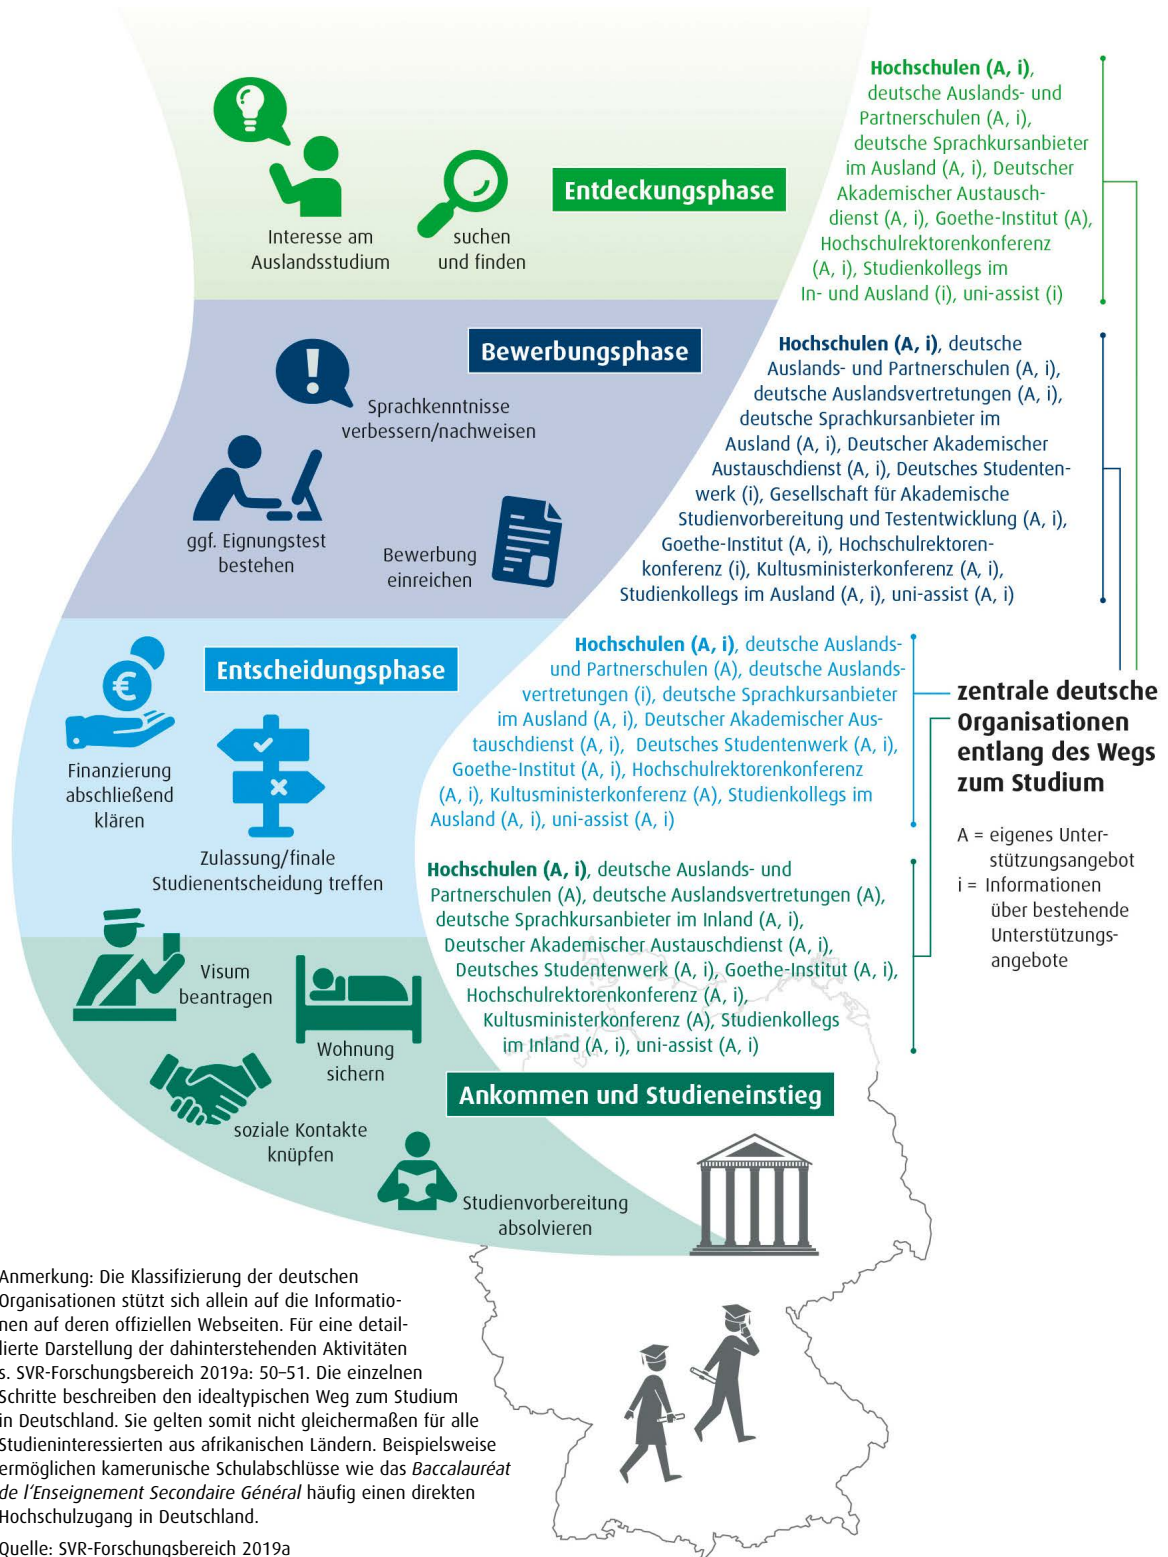 Interesse am
Auslandsstudium
suchen
und finden
Entdeckungsphase
Hochschulen (A, i),
deutsche Auslands- und
Partnerschulen (A, i),
deutsche Sprachkursanbieter
im Ausland (A, i), Deutscher
Akademischer Austausch-
dienst (A, i), Goethe-Institut (A),
Hochschulrektorenkonferenz
(A, i), Studienkollegs im
In- und Ausland (i), uni-assist (i)
Bewerbungsphase
Sprachkenntnisse
verbessern/nachweisen
ggf. Eignungstest
bestehen
Bewerbung
einreichen
Hochschulen (A, i), deutsche
Auslands- und Partnerschulen (A, i),
deutsche Auslandsvertretungen (A, i),
deutsche Sprachkursanbieter im
Ausland (A, i), Deutscher Akademischer
Austauschdienst (A, i), Deutsches Studenten-
werk (i), Gesellschaft für Akademische
Studienvorbereitung und Testentwicklung (A, i),
Goethe-Institut (A, i), Hochschulrektoren-
konferenz (i), Kultusministerkonferenz (A, i),
Studienkollegs im Ausland (A, i), uni-assist (A, i)
Entscheidungsphase
€
Finanzierung
abschließend
klären
Zulassung/finale
Studienentscheidung treffen
Hochschulen (A, i), deutsche Auslands-
und Partnerschulen (A), deutsche Auslands-
vertretungen (i), deutsche Sprachkursanbieter
im Ausland (A, i), Deutscher Akademischer Aus-
tauschdienst (A, i), Deutsches Studentenwerk (A, i),
Goethe-Institut (A, i), Hochschulrektorenkonferenz
(A, i), Kultusministerkonferenz (A), Studienkollegs im
Ausland (A, i), uni-assist (A, i)
zentrale deutsche
Organisationen
entlang des Wegs
zum Studium
A = eigenes Unter-
stützungsangebot
i = Informationen
über bestehende
Unterstützungs-
angebote
Hochschulen (A, i), deutsche Auslands- und
Partnerschulen (A), deutsche Auslandsvertretungen (A),
deutsche Sprachkursanbieter im Inland (A, i),
Deutscher Akademischer Austauschdienst (A, i),
Deutsches Studentenwerk (A, i), Goethe-Institut (A, i),
Hochschulrektorenkonferenz (A, i),
Kultusministerkonferenz (A), Studienkollegs
im Inland (A, i), uni-assist (A, i)
Visum
beantragen
Wohnung
sichern
Ankommen und Studieneinstieg
soziale Kontakte
knüpfen
Studienvorbereitung
absolvieren
Anmerkung: Die Klassifizierung der deutschen
Organisationen stützt sich allein auf die Informatio-
nen auf deren offiziellen Webseiten. Für eine detail-
lierte Darstellung der dahinterstehenden Aktivitäten
s. SVR-Forschungsbereich 2019a: 50–51. Die einzelnen
Schritte beschreiben den idealtypischen Weg zum Studium
in Deutschland. Sie gelten somit nicht gleichermaßen für alle
Studieninteressierten aus afrikanischen Ländern. Beispielsweise
ermöglichen kamerunische Schulabschlüsse wie das Baccalauréat
de l‘Enseignement Secondaire Général häufig einen direkten
Hochschulzugang in Deutschland.
Quelle: SVR-Forschungsbereich 2019a